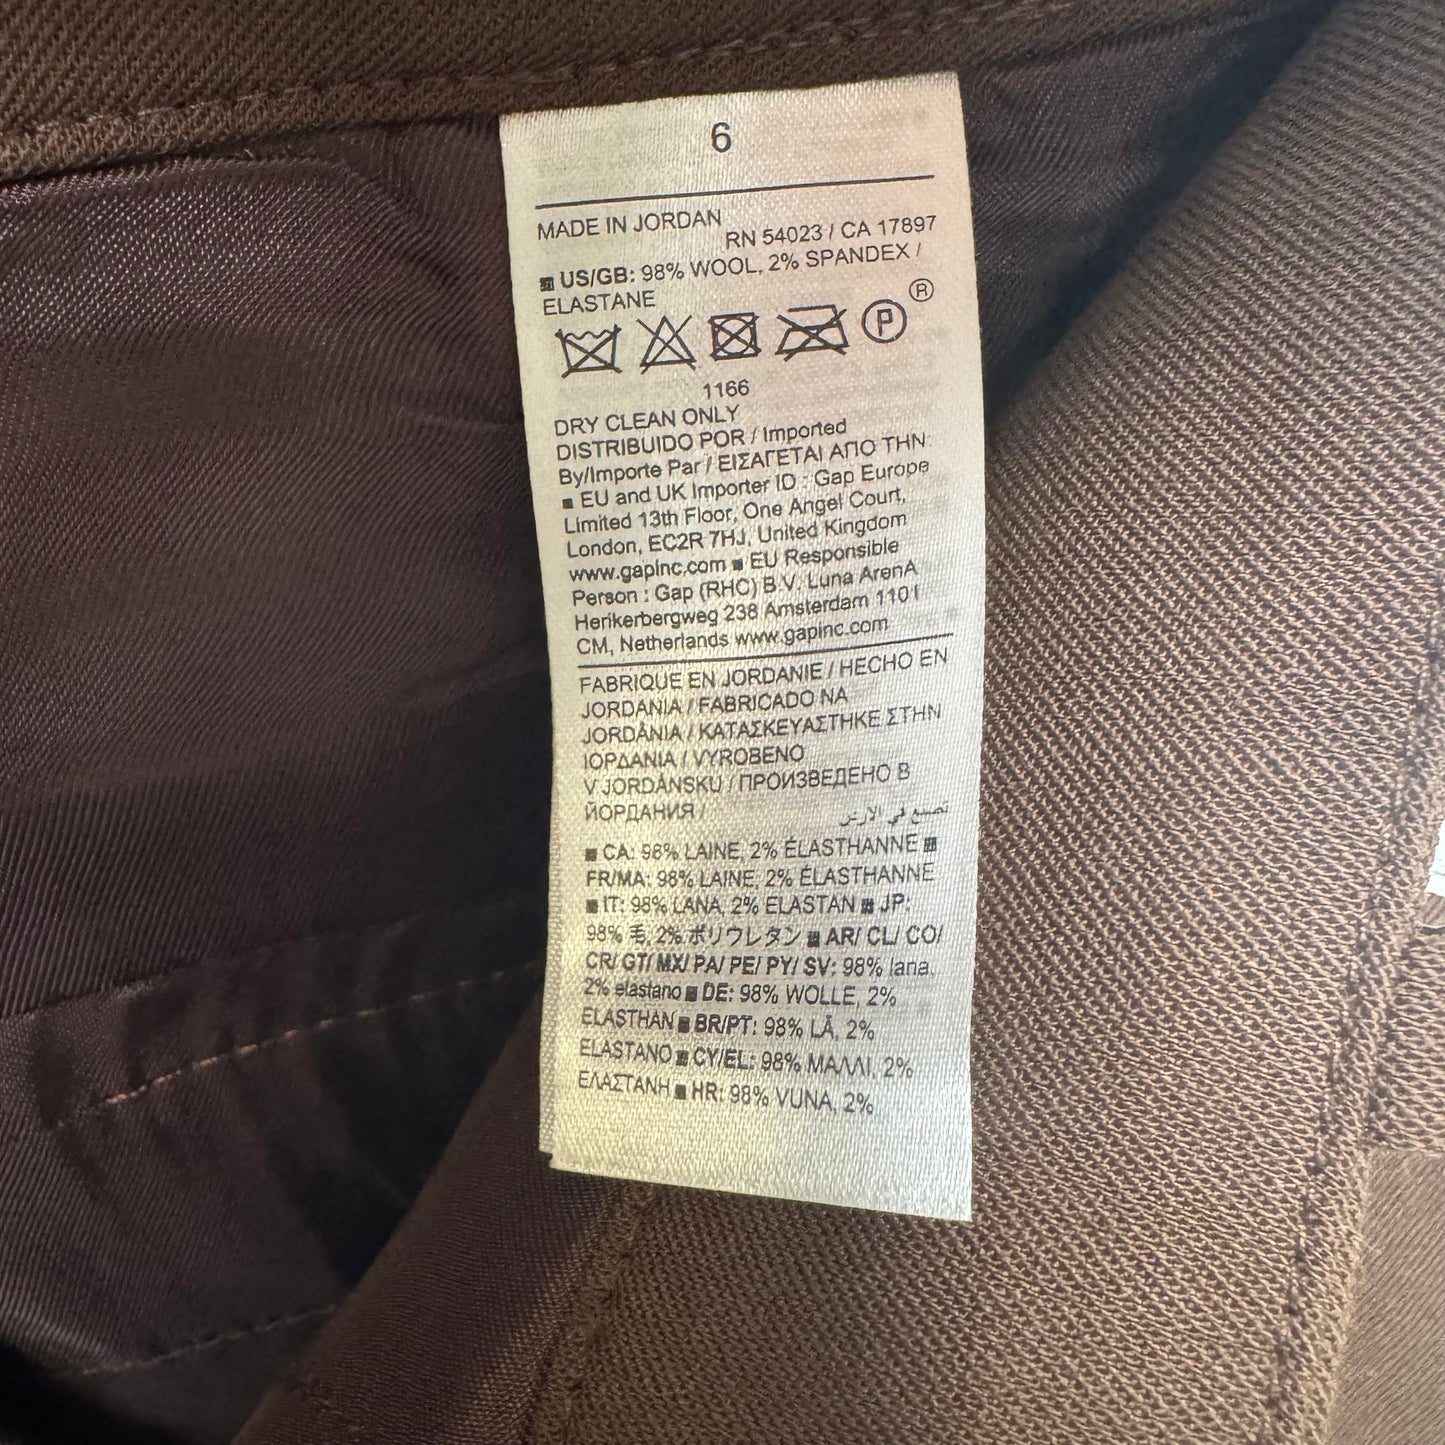 6
MADE IN JORDAN
RN 54023 / CA 17897
■ US/GB: 98% WOOL, 2% SPANDEX /
ELASTANE
P
®
1166
DRY CLEAN ONLY
DISTRIBUIDO POR / Imported
By/Importe Par / ΕΙΣΑΓΕΤΑΙ ΑΠΟ ΤΗΝ:
■ EU and UK Importer ID : Gap Europe
Limited 13th Floor, One Angel Court,
London, EC2R 7HJ, United Kingdom
www.gapinc.com ■ EU Responsible
Person : Gap (RHC) B.V. Luna ArenA
Herikerbergweg 238 Amsterdam 1101
CM, Netherlands www.gapinc.com
FABRIQUE EN JORDANIE / HECHO EN
JORDANIA / FABRICADO NA
JORDÂNIA / ΚΑΤΑΣΚΕΥΑΣΤΗΚΕ ΣΤΗΝ
ΙΟΡΔΑΝΙΑ / VYROBENO
V JORDÁNSKU / ПРОИЗВЕДЕНО В
ЙОРДАНИЯ / تصنيع في الأردن
■ CA: 98% LAINE, 2% ÉLASTHANNE ■
FR/MA: 98% LAINE, 2% ÉLASTHANNE
■ IT: 98% LANA, 2% ELASTAN ■ JP:
98% 毛, 2% ポリウレタン ■ AR/ CL/ CO/
CR/ GT/ MX/ PA/ PE/ PY/ SV: 98% lana,
2% elastano ■ DE: 98% WOLLE, 2%
ELASTHAN ■ BR/PT: 98% LÃ, 2%
ELASTANO ■ CY/EL: 98% ΜΑΛΛΙ, 2%
ΕΛΑΣΤΑΝΗ ■ HR: 98% VUNA, 2%